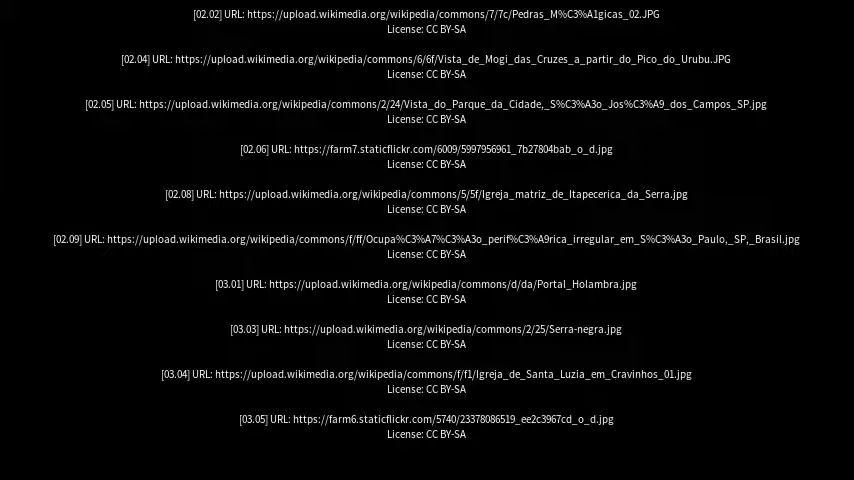 [02.02] URL: https://upload.wikimedia.org/wikipedia/commons/7/7c/Pedras_M%C3%A1gicas_02.JPG
License: CC BY-SA
[02.04] URL: https://upload.wikimedia.org/wikipedia/commons/6/6f/Vista_de_Mogi_das_Cruzes_a_partir_do_Pico_do_Urubu.JPG
License: CC BY-SA
[02.05] URL: https://upload.wikimedia.org/wikipedia/commons/2/24/Vista_do_Parque_da_Cidade,_S%C3%A3o_Jos%C3%A9_dos_Campos_SP.jpg
License: CC BY-SA
[02.06] URL: https://farm7.staticflickr.com/6009/5997956961_7b27804bab_o_d.jpg
License: CC BY-SA
[02.08] URL: https://upload.wikimedia.org/wikipedia/commons/5/5f/Igreja_matriz_de_Itapecerica_da_Serra.jpg
License: CC BY-SA
[02.09] URL: https://upload.wikimedia.org/wikipedia/commons/f/ff/Ocupa%C3%A7%C3%A3o_perif%C3%A9rica_irregular_em_S%C3%A3o_Paulo,_SP,_Brasil.jpg
License: CC BY-SA
[03.01] URL: https://upload.wikimedia.org/wikipedia/commons/d/da/Portal_Holambra.jpg
License: CC BY-SA
[03.03] URL: https://upload.wikimedia.org/wikipedia/commons/2/25/Serra-negra.jpg
License: CC BY-SA
[03.04] URL: https://upload.wikimedia.org/wikipedia/commons/f/f1/Igreja_de_Santa_Luzia_em_Cravinhos_01.jpg
License: CC BY-SA
[03.05] URL: https://farm6.staticflickr.com/5740/23378086519_ee2c3967cd_o_d.jpg
License: CC BY-SA